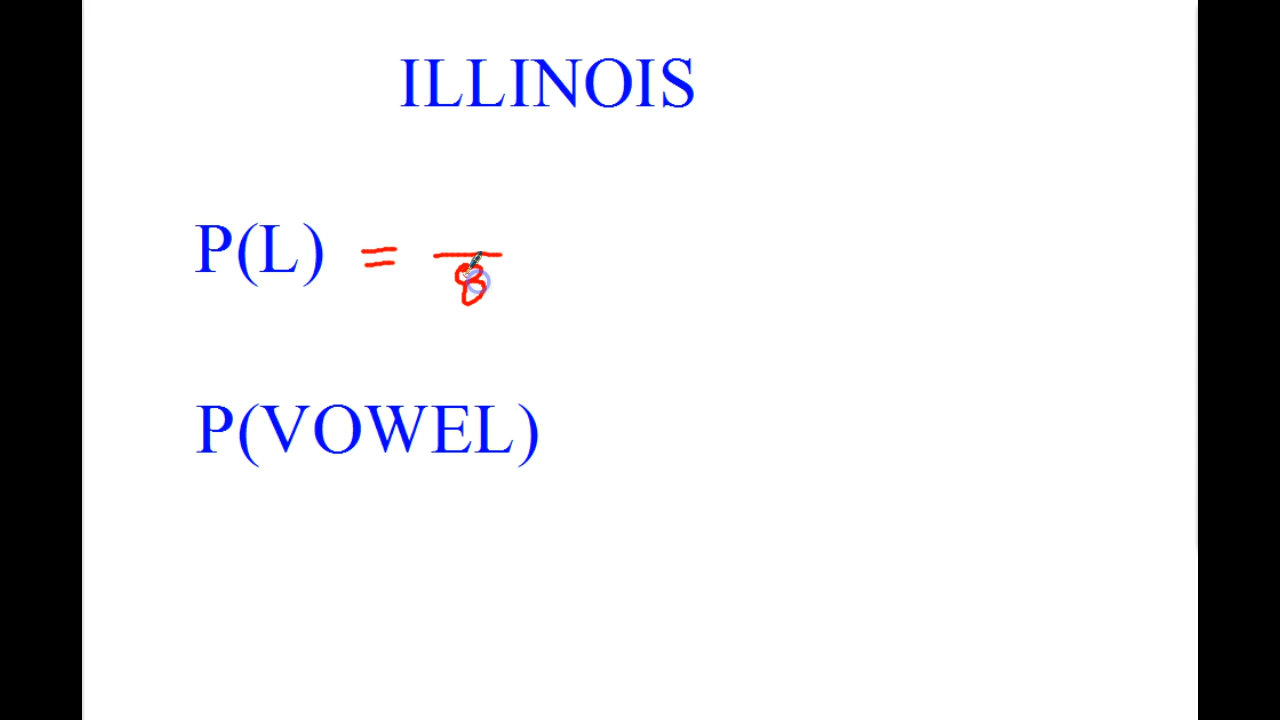 ILLINOIS
P(L) = —/8
P(VOWEL)